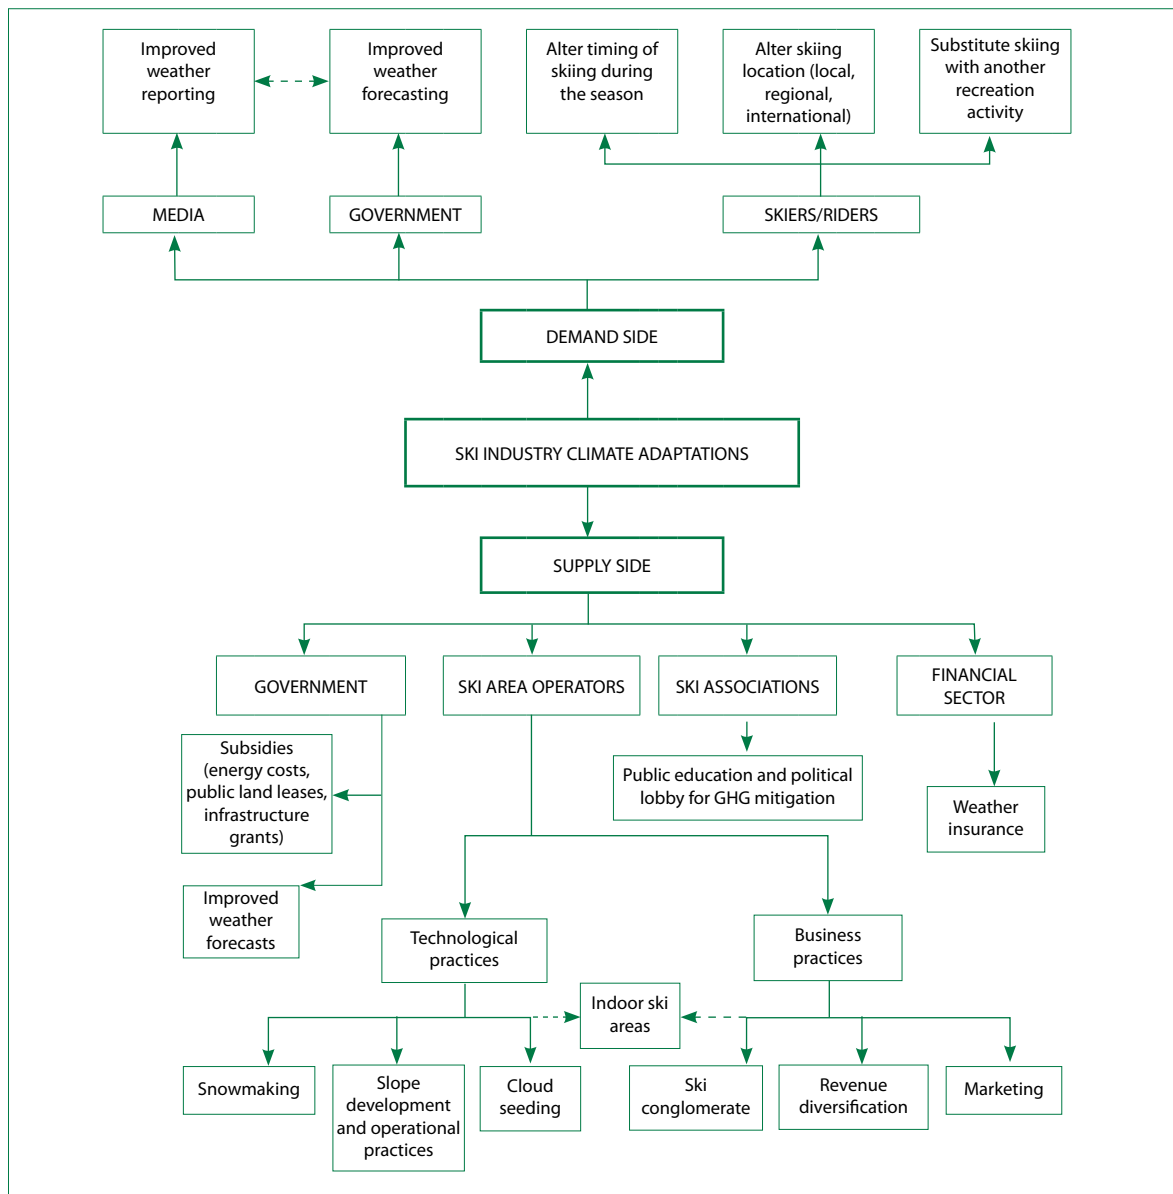 Improved
weather
reporting
Improved
weather
forecasting
Alter timing of
skiing during
the season
Alter skiing
location (local,
regional,
international)
Substitute skiing
with another
recreation
activity
MEDIA
GOVERNMENT
SKIERS/RIDERS
DEMAND SIDE
SKI INDUSTRY CLIMATE ADAPTATIONS
SUPPLY SIDE
GOVERNMENT
SKI AREA OPERATORS
SKI ASSOCIATIONS
FINANCIAL
SECTOR
Subsidies
(energy costs,
public land leases,
infrastructure
grants)
Public education and political
lobby for GHG mitigation
Weather
insurance
Improved
weather
forecasts
Technological
practices
Business
practices
Indoor ski
areas
Snowmaking
Slope
development
and operational
practices
Cloud
seeding
Ski
conglomerate
Revenue
diversification
Marketing